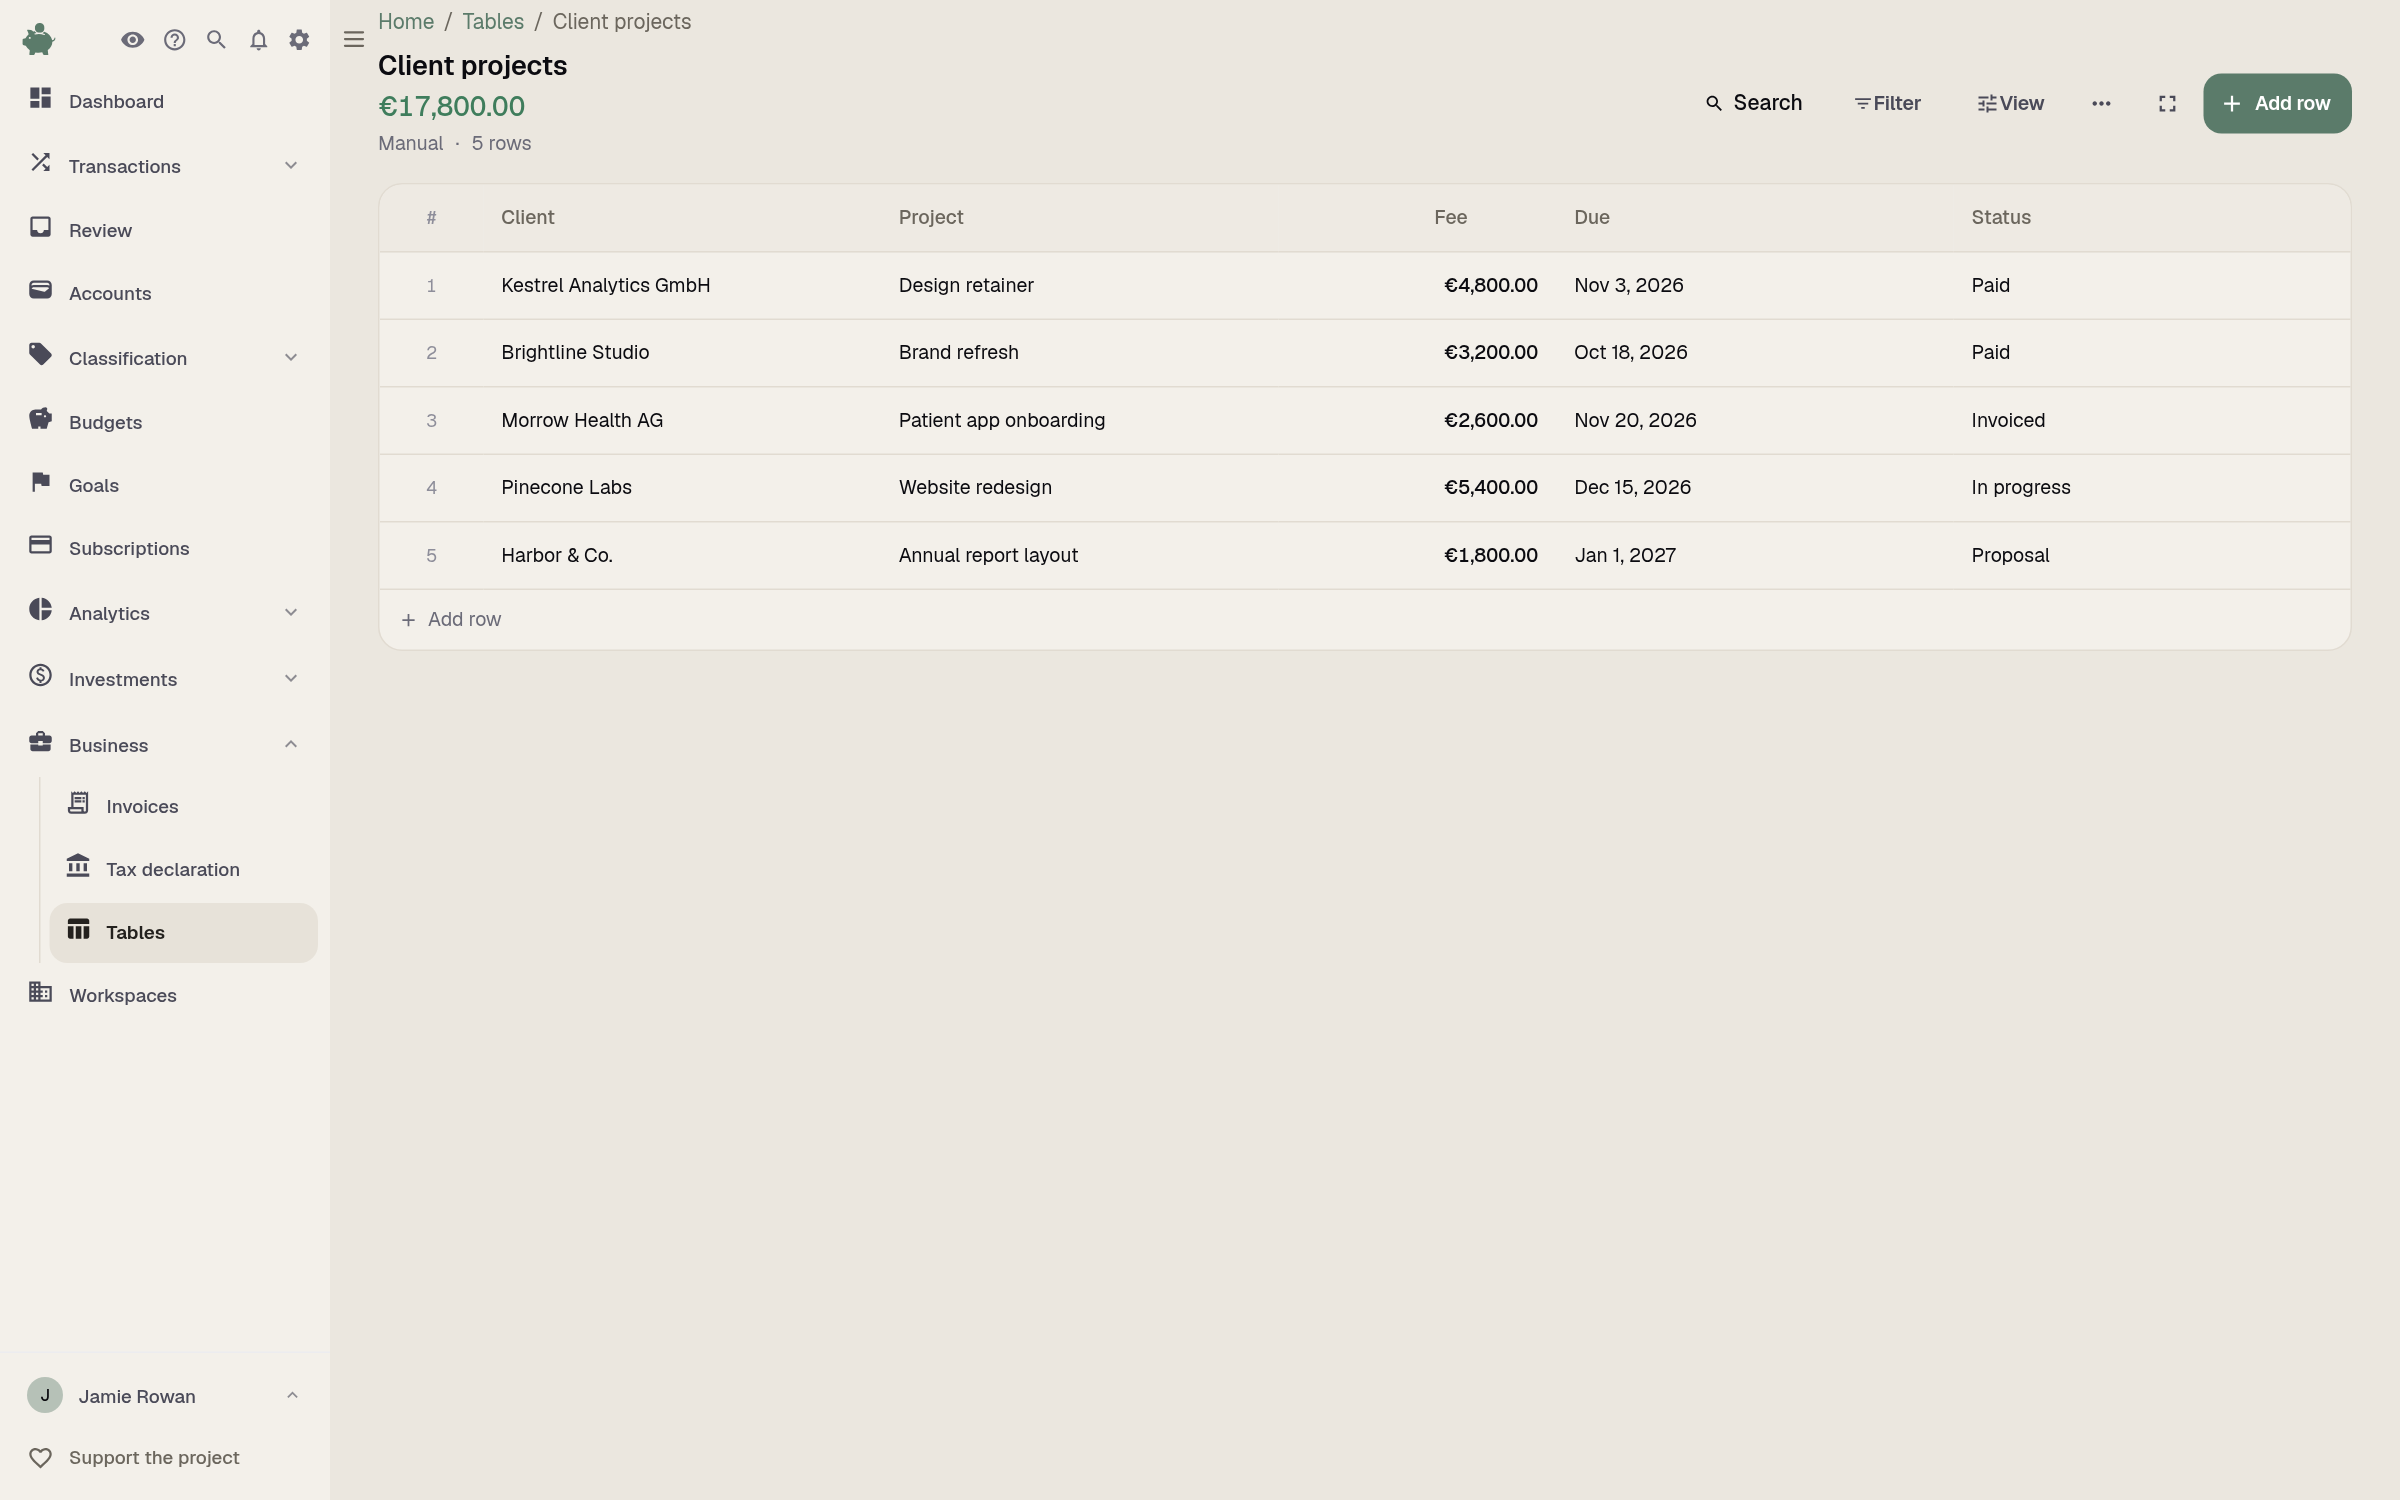 Dashboard
Transactions
Review
Accounts
Classification
Budgets
Goals
Subscriptions
Analytics
Investments
Business
Invoices
Tax declaration
Tables
Workspaces
J Jamie Rowan
Support the project
Home / Tables / Client projects
Client projects
€17,800.00
Manual · 5 rows
Search Filter View Add row
# Client Project Fee Due Status
1 Kestrel Analytics GmbH Design retainer €4,800.00 Nov 3, 2026 Paid
2 Brightline Studio Brand refresh €3,200.00 Oct 18, 2026 Paid
3 Morrow Health AG Patient app onboarding €2,600.00 Nov 20, 2026 Invoiced
4 Pinecone Labs Website redesign €5,400.00 Dec 15, 2026 In progress
5 Harbor & Co. Annual report layout €1,800.00 Jan 1, 2027 Proposal
+ Add row